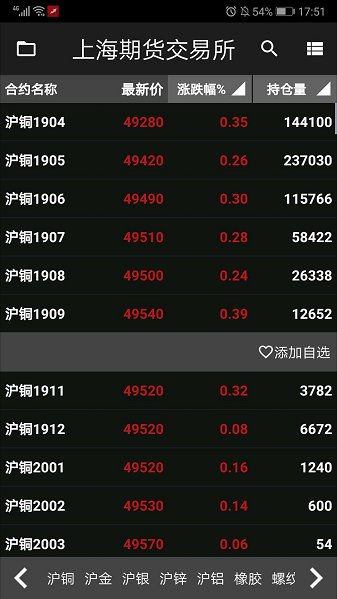 4G 54% 17:51
上海期货交易所
合约名称 最新价 涨跌幅% 持仓量
沪铜1904 49280 0.35 144100
沪铜1905 49420 0.26 237030
沪铜1906 49490 0.30 115766
沪铜1907 49510 0.28 58422
沪铜1908 49500 0.24 26338
沪铜1909 49540 0.39 12652
添加自选
沪铜1911 49520 0.32 3782
沪铜1912 49520 0.08 6672
沪铜2001 49520 0.16 1240
沪铜2002 49530 0.14 600
沪铜2003 49570 0.06 54
沪铜 沪金 沪银 沪锌 沪铝 橡胶 螺纹